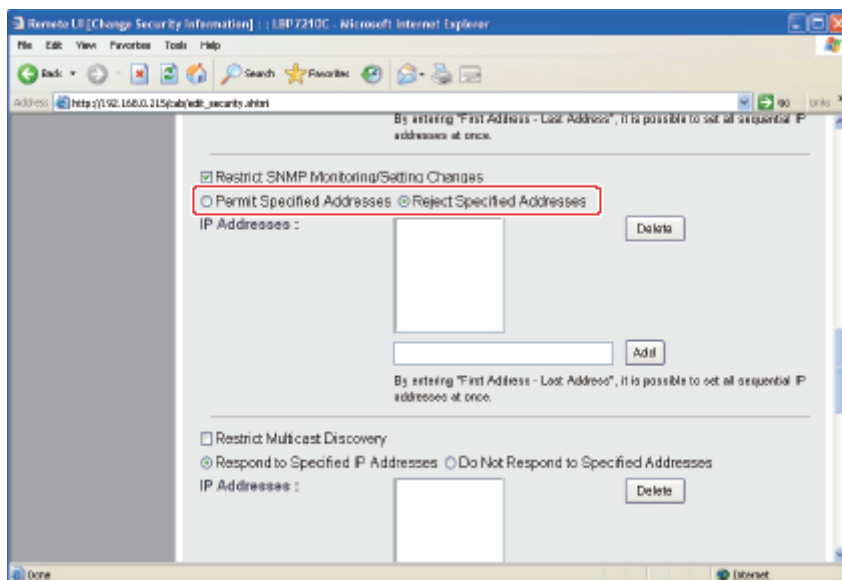 Remote UI [Change Security Information] : : LBP7210C - Microsoft Internet Explorer
File Edit View Favorites Tools Help
Back Search Favorites
Address http://192.168.0.215/cab/edit_security.shtml Go Links
By entering "First Address - Last Address", it is possible to set all sequential IP
addresses at once.
Restrict SNMP Monitoring/Setting Changes
Permit Specified Addresses Reject Specified Addresses
IP Addresses :
Delete
Add
By entering "First Address - Last Address", it is possible to set all sequential IP
addresses at once.
Restrict Multicast Discovery
Respond to Specified IP Addresses Do Not Respond to Specified Addresses
IP Addresses :
Delete
Done Internet